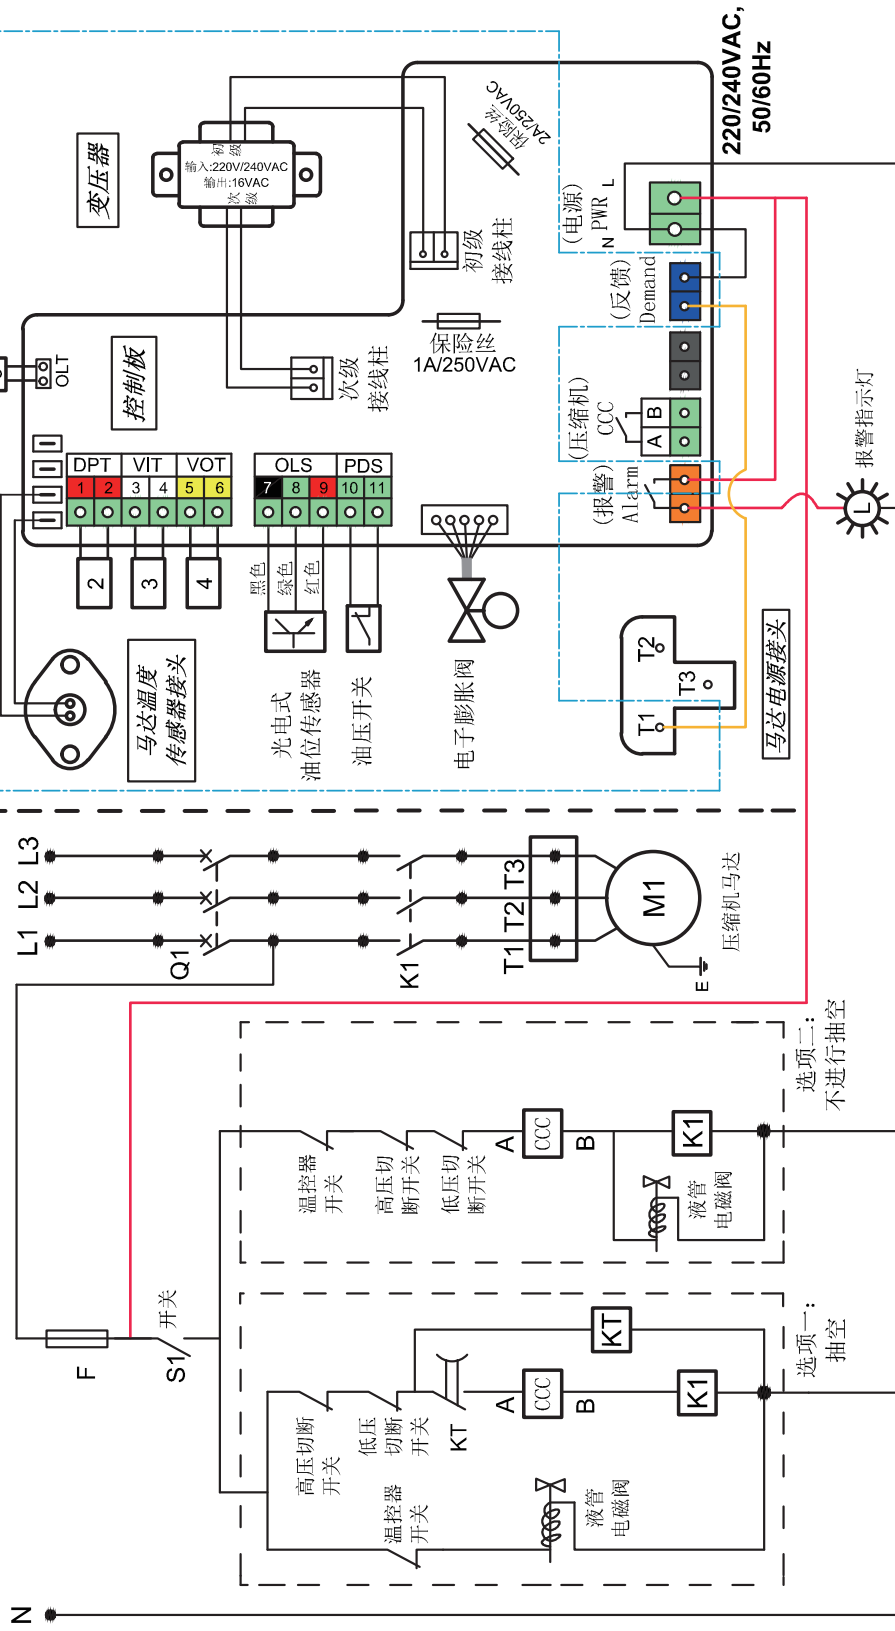 220/240VAC,
50/60Hz
变压器
初
级
输入:220V/240VAC
输出:16VAC
次
级
保险丝
2A/250VAC
初级
接线柱
(电源)
PWR
L
N
(反馈)
Demand
保险丝
1A/250VAC
次级
接线柱
控制板
OLT
(压缩机)
CCC
A
B
(报警)
Alarm
报警指示灯
L
DPT
VIT
VOT
1
2
3
4
5
6
OLS
PDS
7
8
9
10
11
2
3
4
黑色
绿色
红色
马达温度
传感器接头
光电式
油位传感器
油压开关
电子膨胀阀
T1
T2
T3
马达电源接头
L1
L2
L3
Q1
K1
T1
T2
T3
M1
E
压缩机马达
F
S1
开关
温控器
开关
高压切
断开关
低压切
断开关
A
CCC
B
K1
液管
电磁阀
选项二:
不进行抽空
高压切断
开关
低压
切断
开关
KT
KT
A
CCC
B
K1
温控器
开关
液管
电磁阀
选项一:
抽空
N